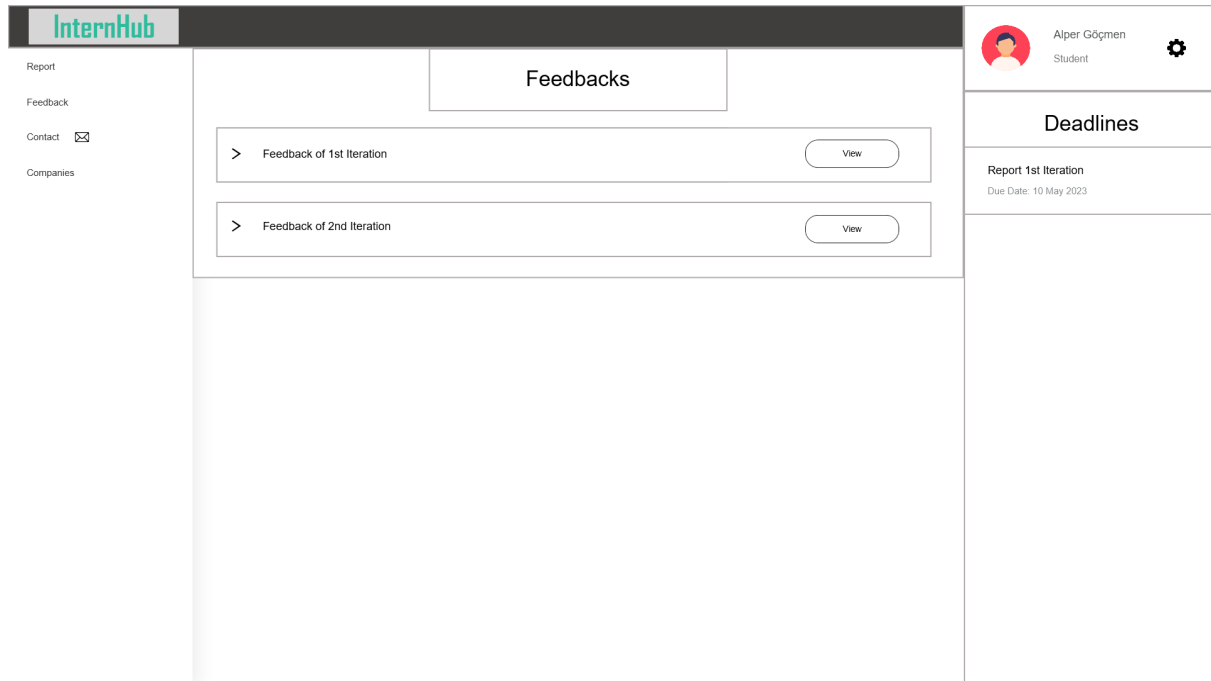 InternHub
Report
Feedback
Contact
Companies
Feedbacks
Feedback of 1st Iteration
View
Feedback of 2nd Iteration
View
Alper Göçmen
Student
Deadlines
Report 1st Iteration
Due Date: 10 May 2023